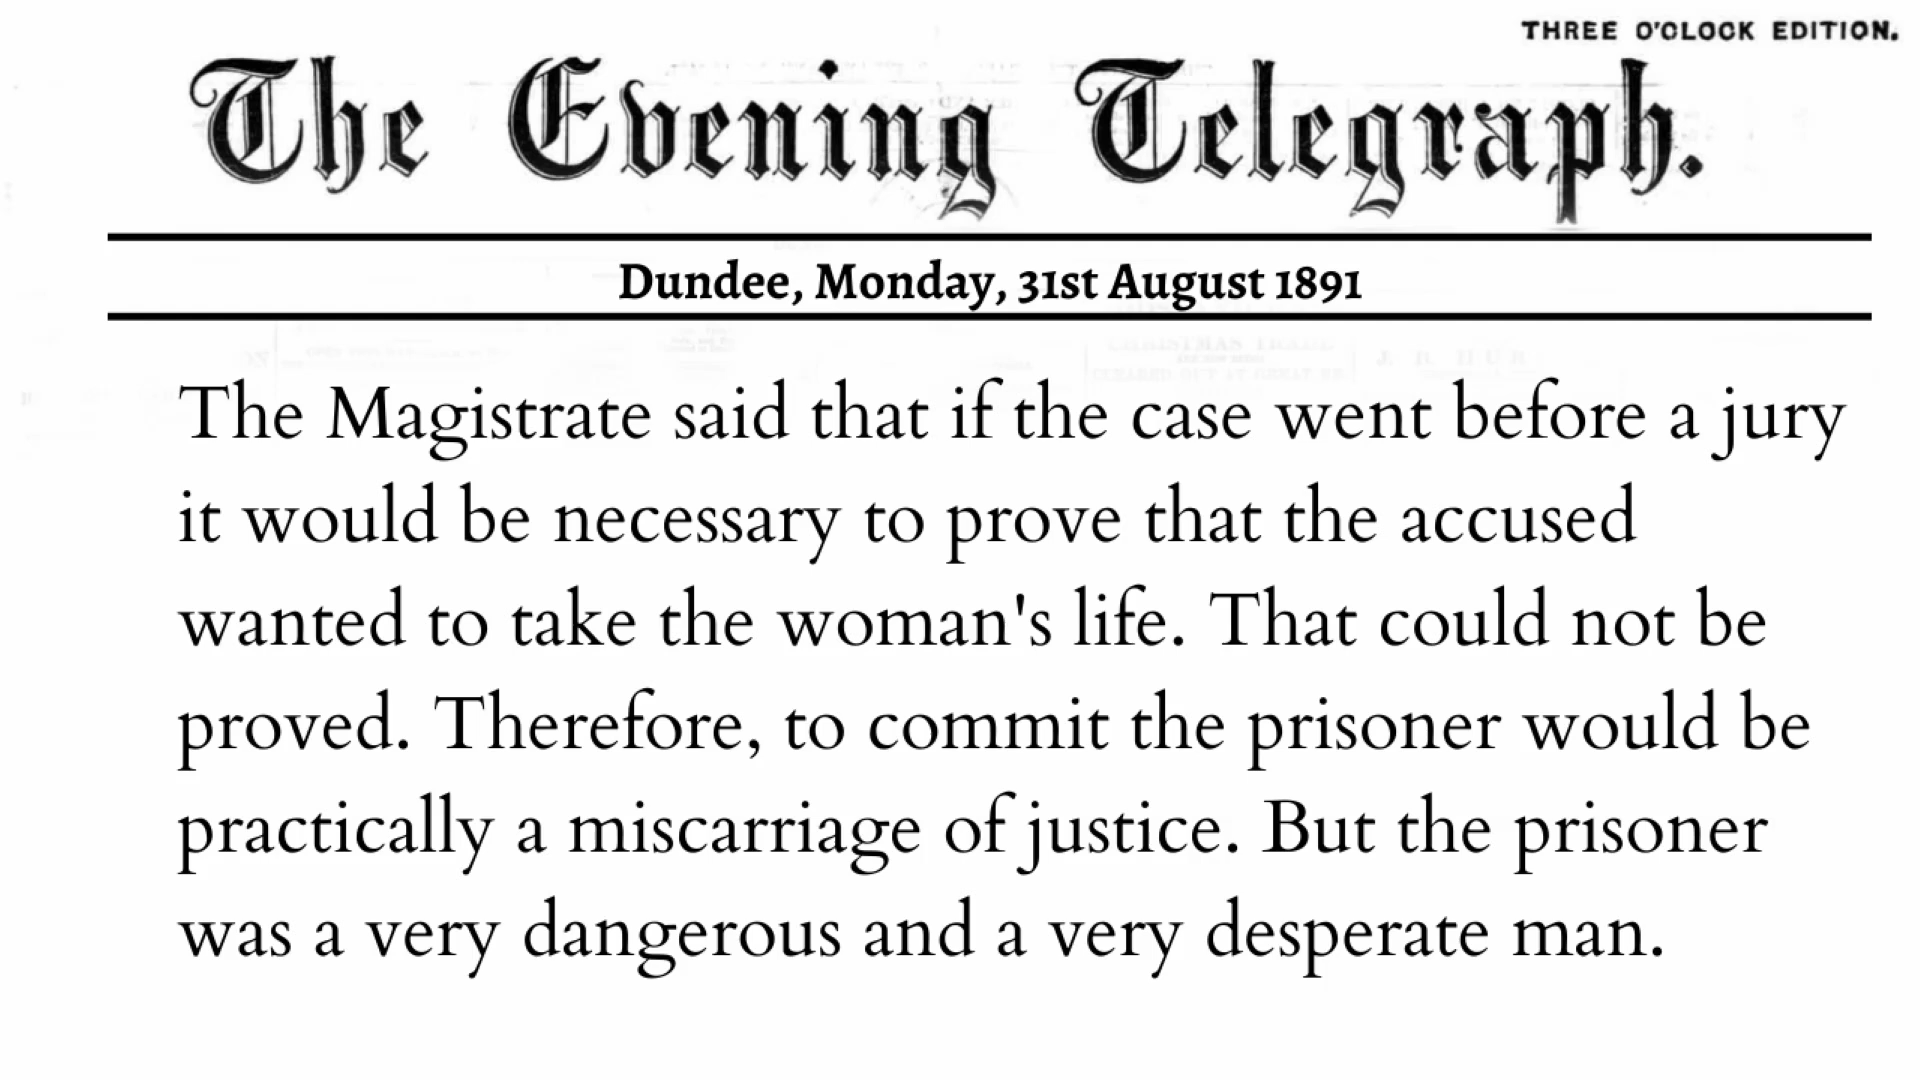 THREE O'CLOCK EDITION.
The Evening Telegraph.
Dundee, Monday, 31st August 1891
CHRISTMAS TRADE
The Magistrate said that if the case went before a jury
it would be necessary to prove that the accused
wanted to take the woman's life. That could not be
proved. Therefore, to commit the prisoner would be
practically a miscarriage of justice. But the prisoner
was a very dangerous and a very desperate man.